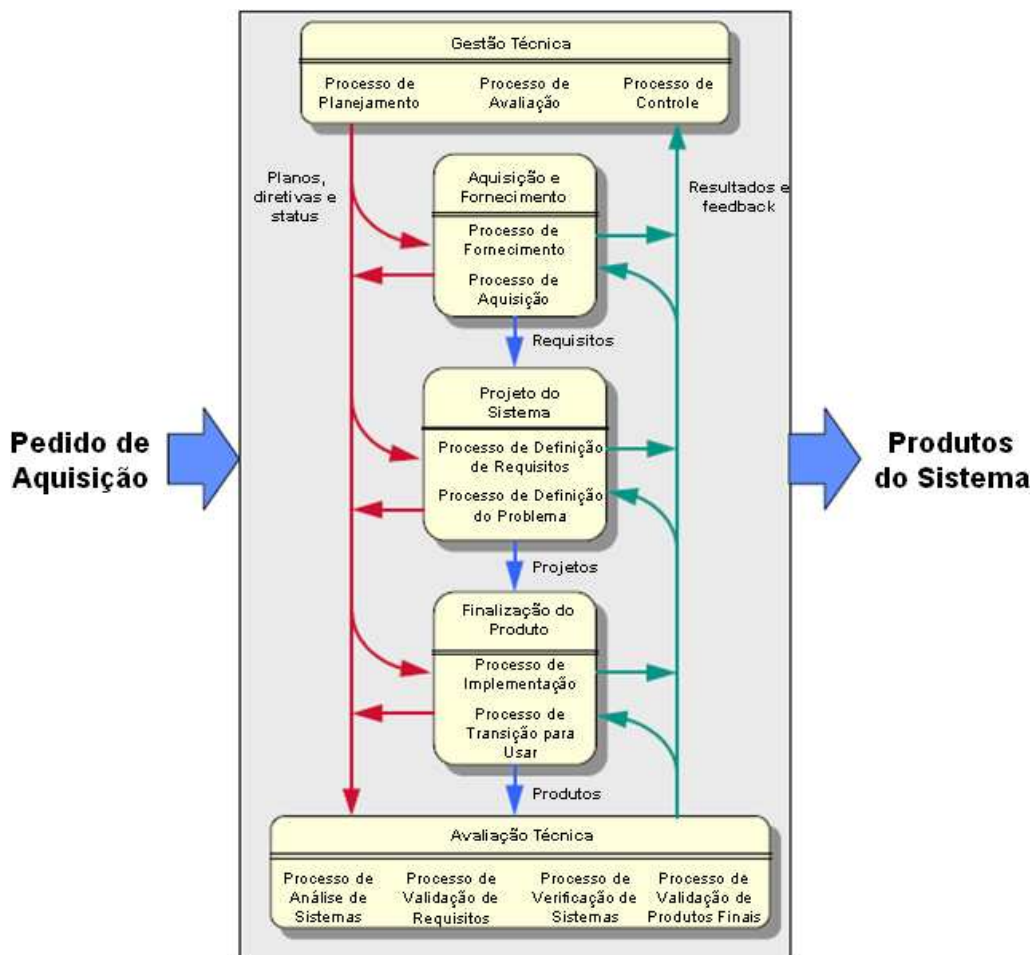 Gestão Técnica
Processo de
Planejamento
Processo de
Avaliação
Processo de
Controle
Planos,
diretivas e
status
Aquisição e
Fornecimento
Processo de
Fornecimento
Processo de
Aquisição
Resultados e
feedback
Requisitos
Pedido de
Aquisição
Projeto do
Sistema
Processo de Definição
de Requisitos
Processo de Definição
do Problema
Produtos
do Sistema
Projetos
Finalização do
Produto
Processo de
Implementação
Processo de
Transição para
Usar
Produtos
Avaliação Técnica
Processo de
Análise de
Sistemas
Processo de
Validação de
Requisitos
Processo de
Verificação de
Sistemas
Processo de
Validação de
Produtos Finais